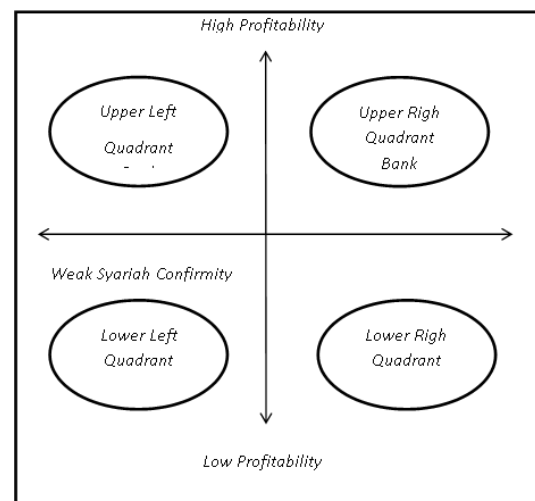 High Profitability
Upper Left
Quadrant
Upper Righ
Quadrant
Bank
Weak Syariah Confirmity
Lower Left
Quadrant
Lower Righ
Quadrant
Low Profitability